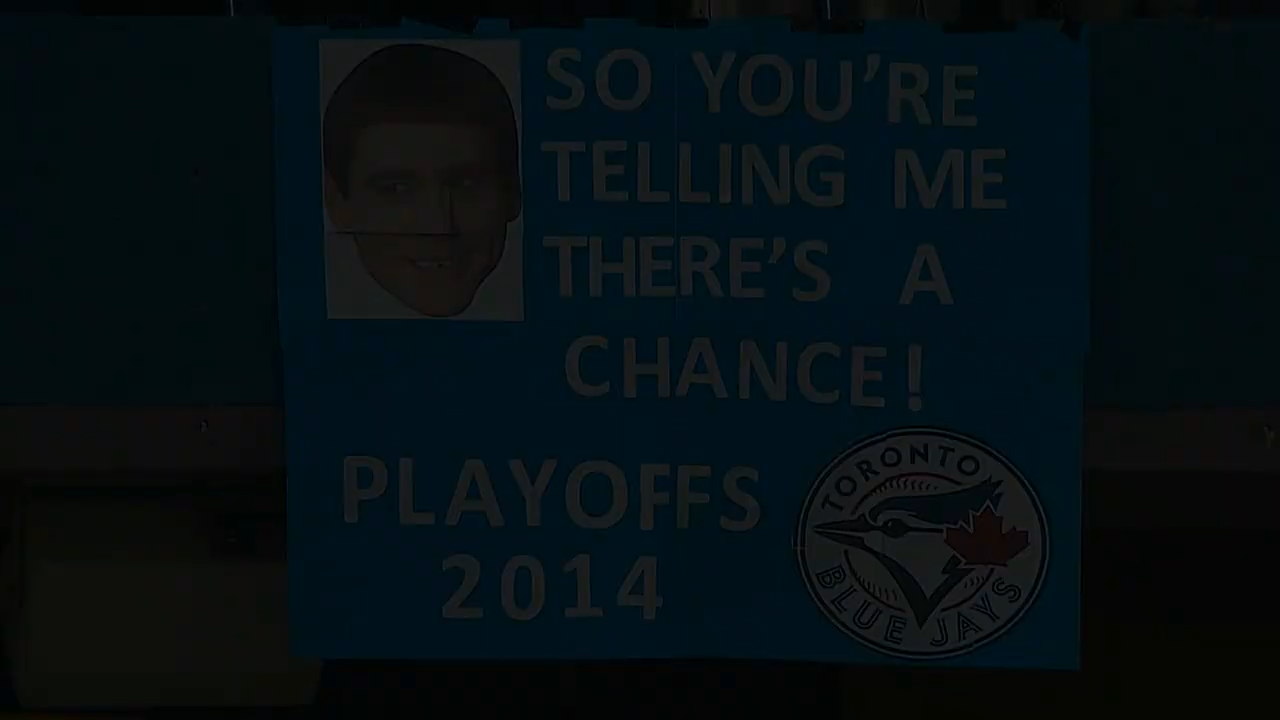 SO YOU'RE
TELLING ME
THERE'S A
CHANCE!
PLAYOFFS
2014
TORONTO
BLUE JAYS